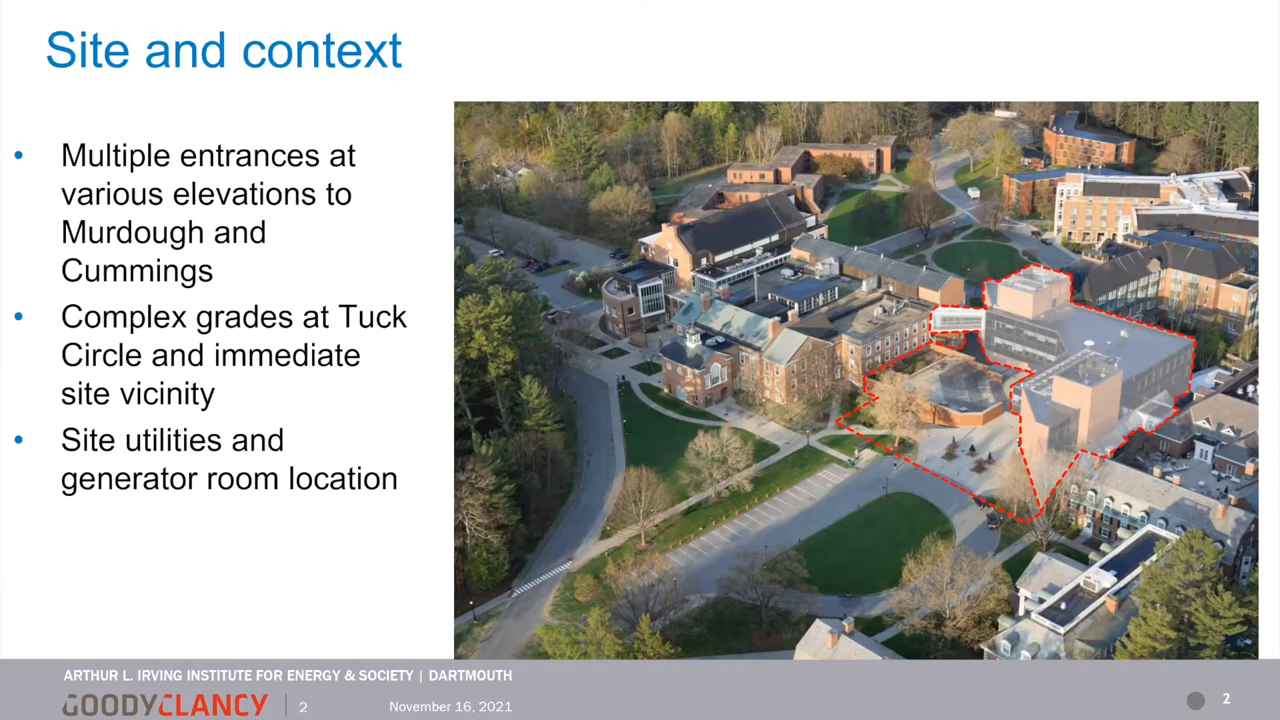 Site and context
• Multiple entrances at
various elevations to
Murdough and
Cummings
• Complex grades at Tuck
Circle and immediate
site vicinity
• Site utilities and
generator room location
ARTHUR L. IRVING INSTITUTE FOR ENERGY & SOCIETY | DARTMOUTH
GOODYCLANCY | 2 November 16, 2021
2